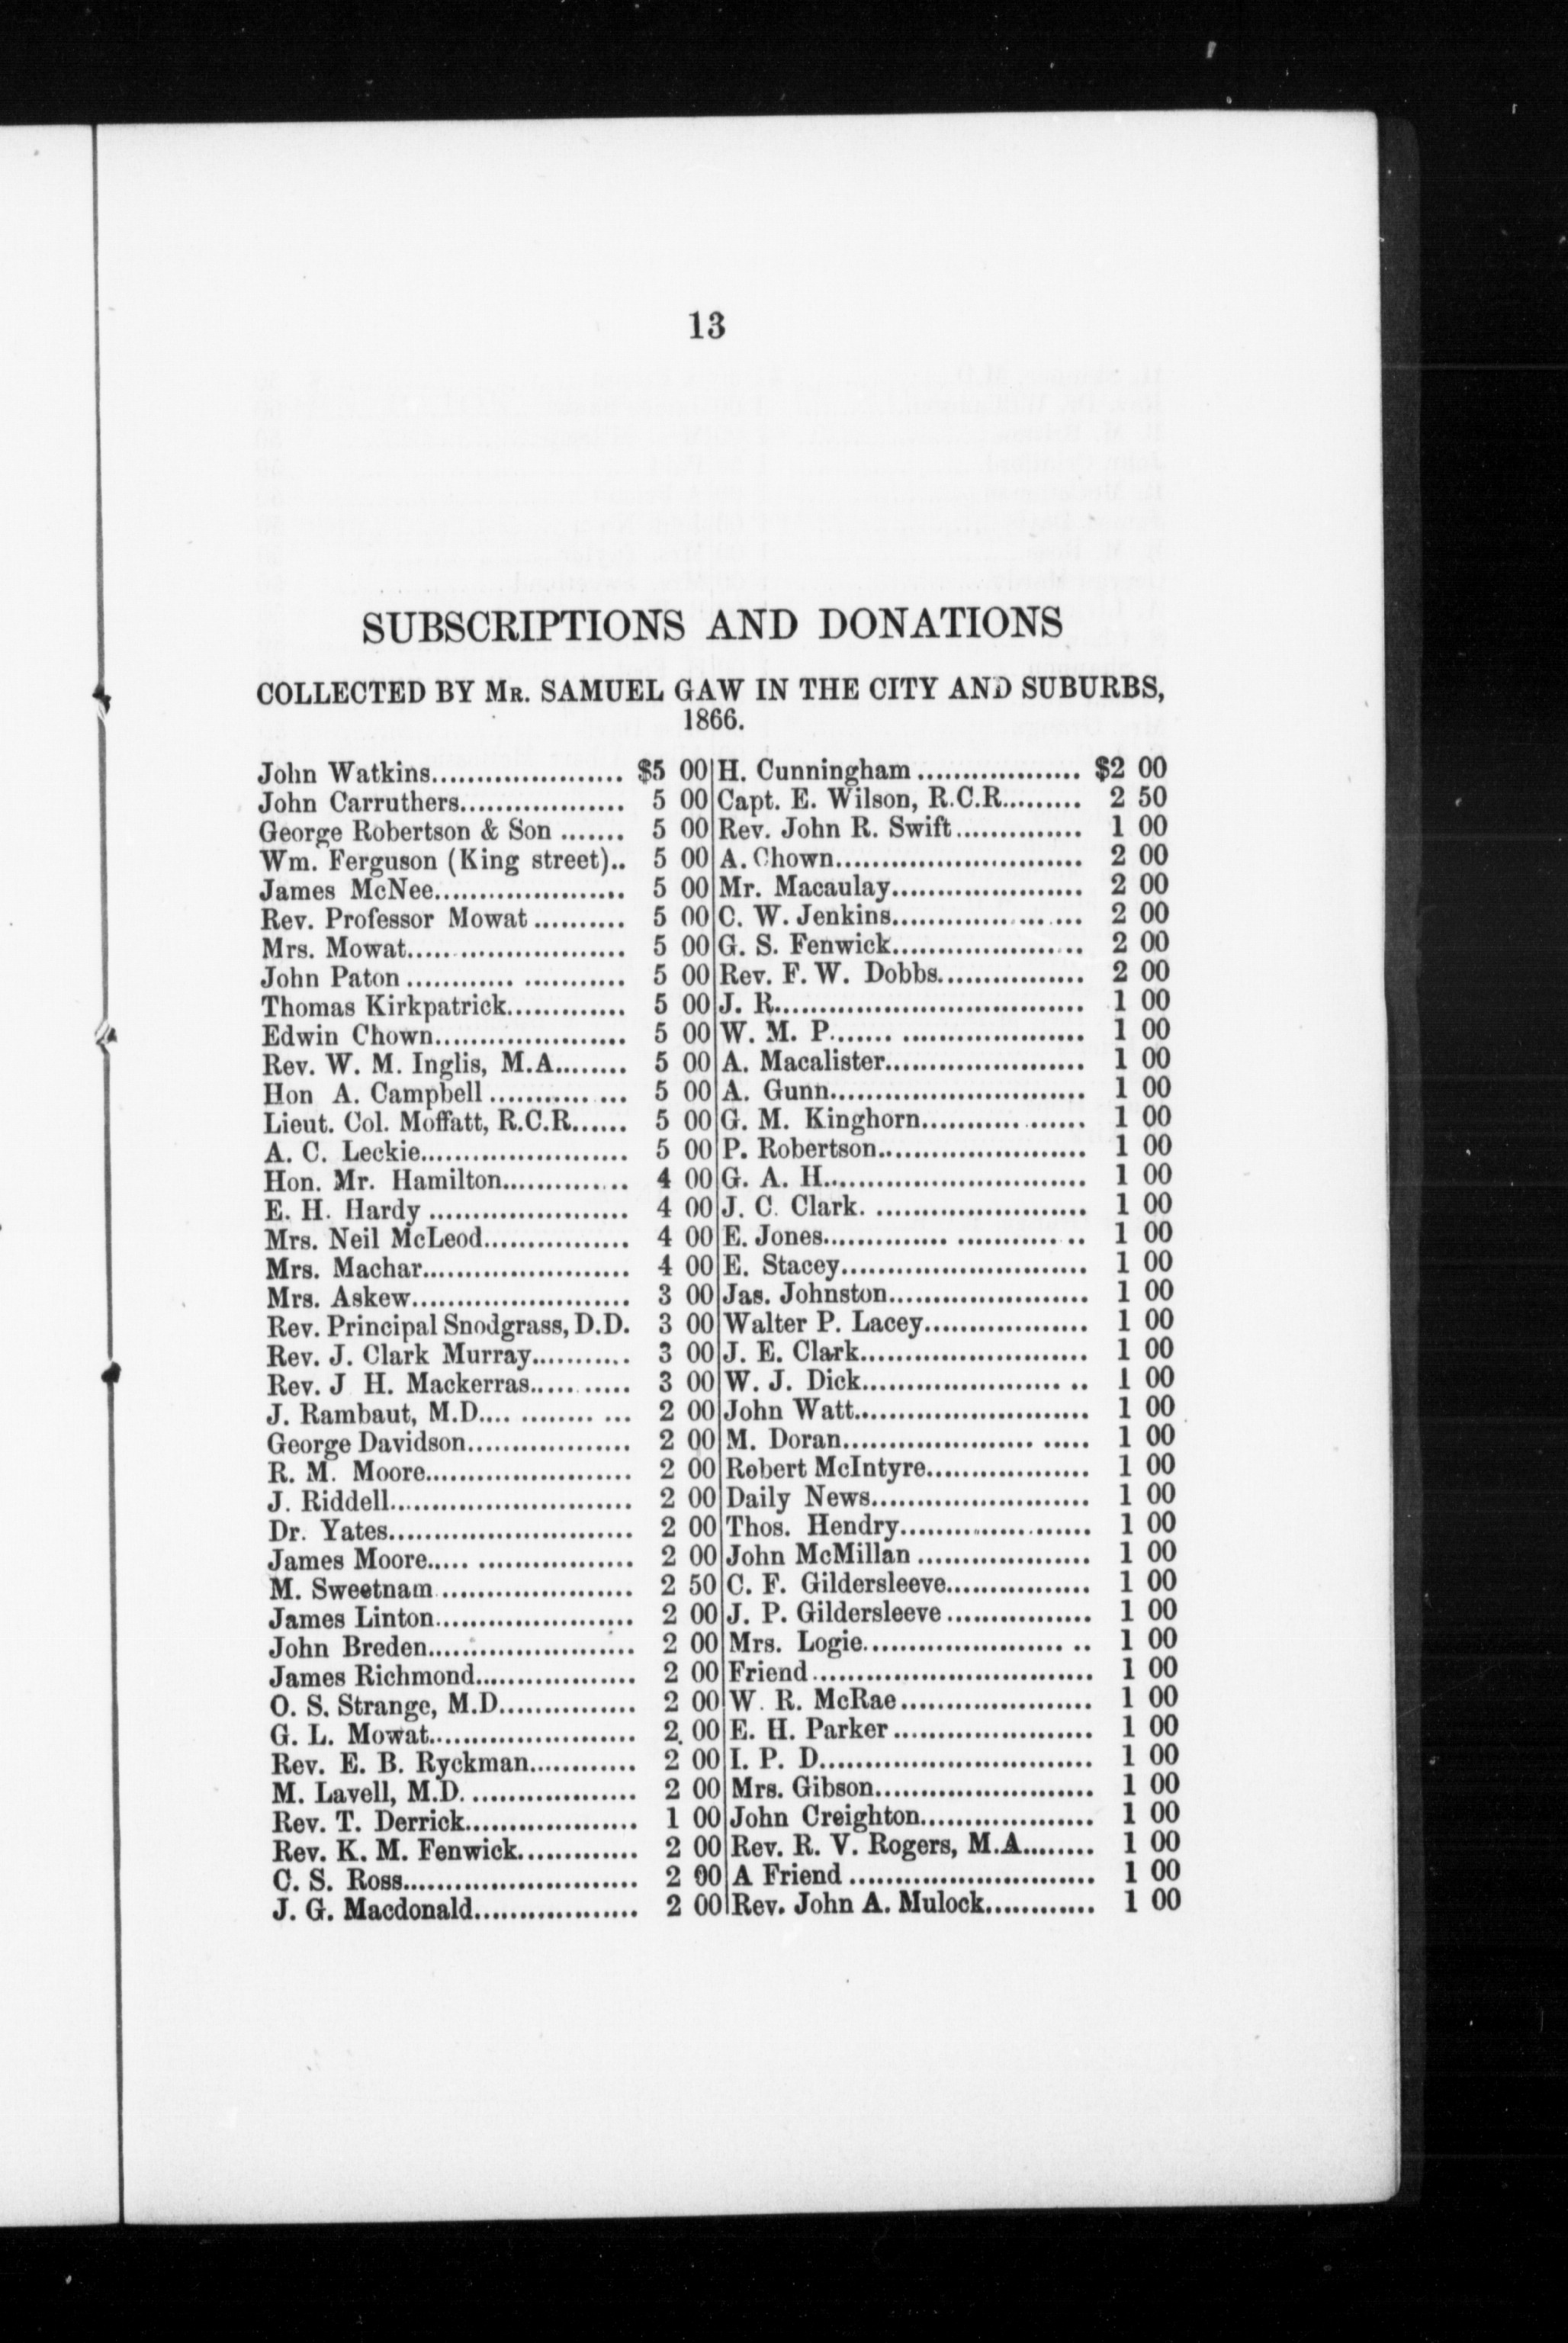 13
SUBSCRIPTIONS AND DONATIONS
COLLECTED BY MR. SAMUEL GAW IN THE CITY AND SUBURBS,
1866.
John Watkins..................... $5 00
John Carruthers.................. 5 00
George Robertson & Son ....... 5 00
Wm. Ferguson (King street).. 5 00
James McNee..................... 5 00
Rev. Professor Mowat .......... 5 00
Mrs. Mowat........................ 5 00
John Paton ........................ 5 00
Thomas Kirkpatrick............. 5 00
Edwin Chown..................... 5 00
Rev. W. M. Inglis, M.A........ 5 00
Hon A. Campbell ............... 5 00
Lieut. Col. Moffatt, R.C.R...... 5 00
A. C. Leckie....................... 5 00
Hon. Mr. Hamilton.............. 4 00
E. H. Hardy ...................... 4 00
Mrs. Neil McLeod................ 4 00
Mrs. Machar....................... 4 00
Mrs. Askew........................ 3 00
Rev. Principal Snodgrass, D.D. 3 00
Rev. J. Clark Murray........... 3 00
Rev. J H. Mackerras........... 3 00
J. Rambaut, M.D................ 2 00
George Davidson.................. 2 00
R. M. Moore....................... 2 00
J. Riddell........................... 2 00
Dr. Yates........................... 2 00
James Moore...................... 2 00
M. Sweetnam ..................... 2 50
James Linton...................... 2 00
John Breden....................... 2 00
James Richmond.................. 2 00
O. S. Strange, M.D............... 2 00
G. L. Mowat....................... 2 00
Rev. E. B. Ryckman............ 2 00
M. Lavell, M.D................... 2 00
Rev. T. Derrick................... 1 00
Rev. K. M. Fenwick............. 2 00
C. S. Ross.......................... 2 00
J. G. Macdonald.................. 2 00
H. Cunningham .................. $2 00
Capt. E. Wilson, R.C.R......... 2 50
Rev. John R. Swift.............. 1 00
A. Chown........................... 2 00
Mr. Macaulay..................... 2 00
C. W. Jenkins..................... 2 00
G. S. Fenwick..................... 2 00
Rev. F. W. Dobbs................ 2 00
J. R.................................. 1 00
W. M. P............................ 1 00
A. Macalister...................... 1 00
A. Gunn............................ 1 00
G. M. Kinghorn.................. 1 00
P. Robertson....................... 1 00
G. A. H............................. 1 00
J. C. Clark. ....................... 1 00
E. Jones............................ 1 00
E. Stacey........................... 1 00
Jas. Johnston...................... 1 00
Walter P. Lacey.................. 1 00
J. E. Clark......................... 1 00
W. J. Dick........................ 1 00
John Watt.......................... 1 00
M. Doran.......................... 1 00
Robert McIntyre.................. 1 00
Daily News........................ 1 00
Thos. Hendry..................... 1 00
John McMillan ................... 1 00
C. F. Gildersleeve................ 1 00
J. P. Gildersleeve ................ 1 00
Mrs. Logie........................ 1 00
Friend............................... 1 00
W. R. McRae..................... 1 00
E. H. Parker ...................... 1 00
I. P. D.............................. 1 00
Mrs. Gibson........................ 1 00
John Creighton................... 1 00
Rev. R. V. Rogers, M.A........ 1 00
A Friend ........................... 1 00
Rev. John A. Mulock............ 1 00